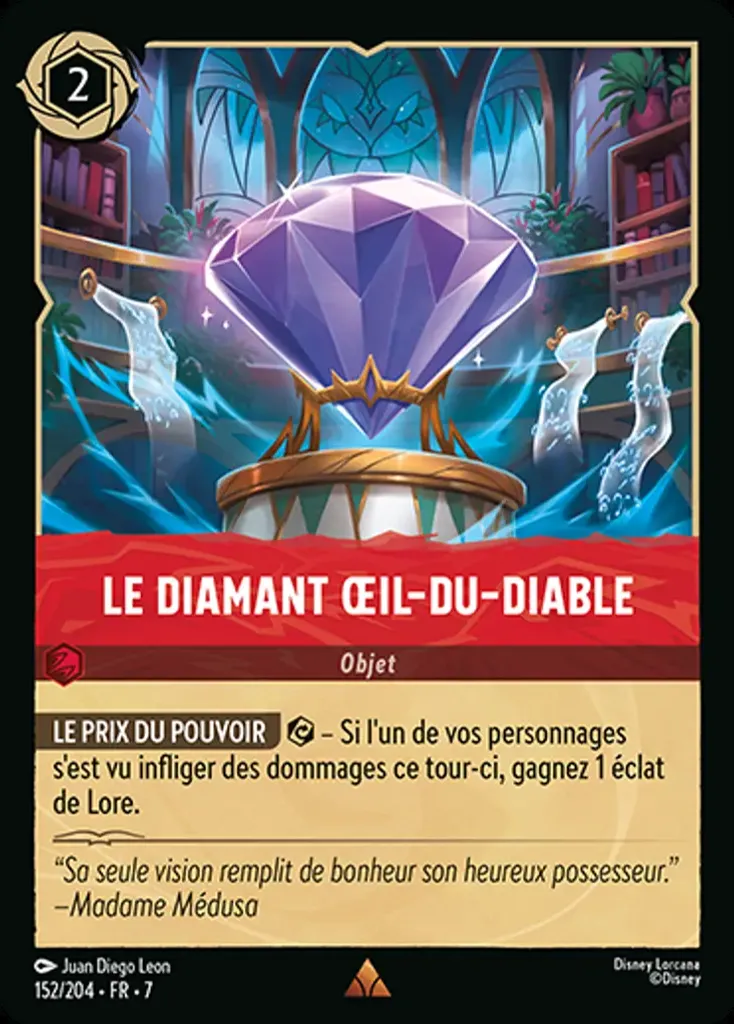 2
LE DIAMANT ŒIL-DU-DIABLE
Objet
LE PRIX DU POUVOIR – Si l'un de vos personnages
s'est vu infliger des dommages ce tour-ci, gagnez 1 éclat
de Lore.
“Sa seule vision remplit de bonheur son heureux possesseur.”
–Madame Médusa
Juan Diego Leon
152/204 • FR • 7
Disney Lorcana
©Disney